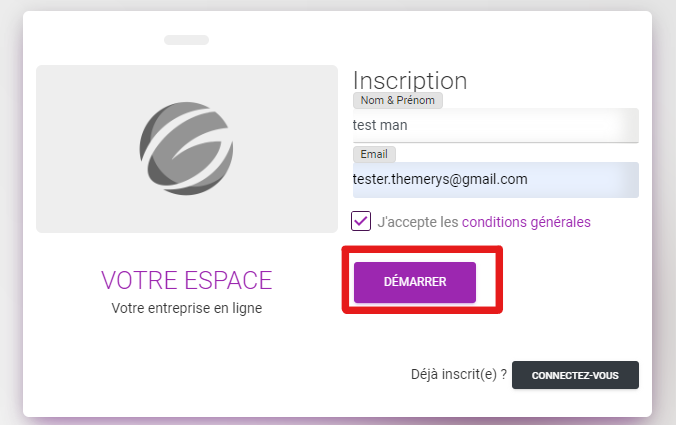 Inscription
Nom & Prénom
test man
Email
tester.themerys@gmail.com
J'accepte les conditions générales
VOTRE ESPACE
Votre entreprise en ligne
DÉMARRER
Déjà inscrit(e) ? CONNECTEZ-VOUS